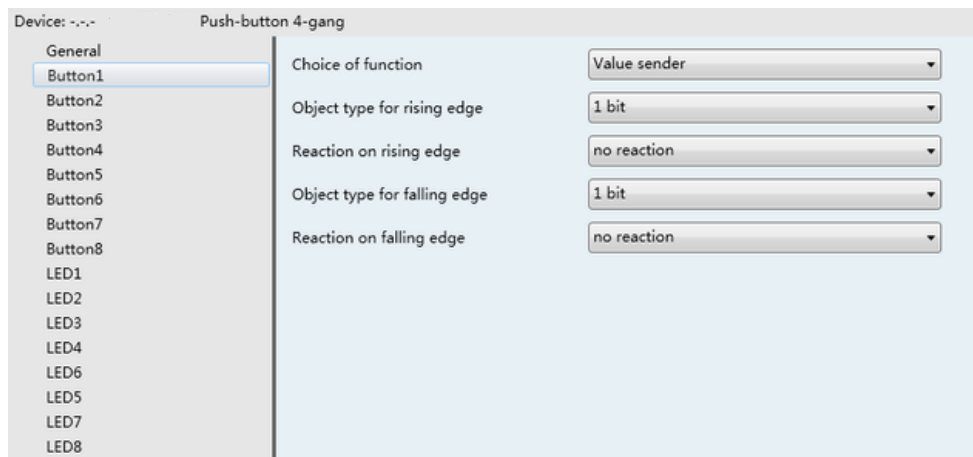 Device: -.-.- Push-button 4-gang
General
Button1
Button2
Button3
Button4
Button5
Button6
Button7
Button8
LED1
LED2
LED3
LED4
LED6
LED5
LED7
LED8
Choice of function Value sender
Object type for rising edge 1 bit
Reaction on rising edge no reaction
Object type for falling edge 1 bit
Reaction on falling edge no reaction